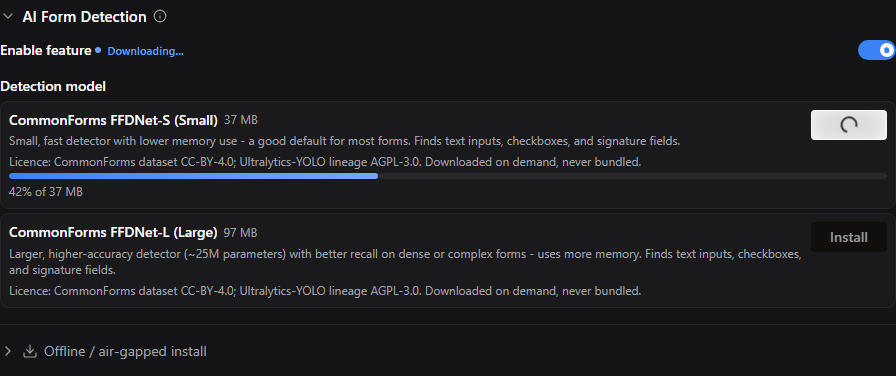 AI Form Detection
Enable feature Downloading...
Detection model
CommonForms FFDNet-S (Small) 37 MB
Small, fast detector with lower memory use - a good default for most forms. Finds text inputs, checkboxes, and signature fields.
Licence: CommonForms dataset CC-BY-4.0; Ultralytics-YOLO lineage AGPL-3.0. Downloaded on demand, never bundled.
42% of 37 MB
CommonForms FFDNet-L (Large) 97 MB
Install
Larger, higher-accuracy detector (~25M parameters) with better recall on dense or complex forms - uses more memory. Finds text inputs, checkboxes,
and signature fields.
Licence: CommonForms dataset CC-BY-4.0; Ultralytics-YOLO lineage AGPL-3.0. Downloaded on demand, never bundled.
Offline / air-gapped install